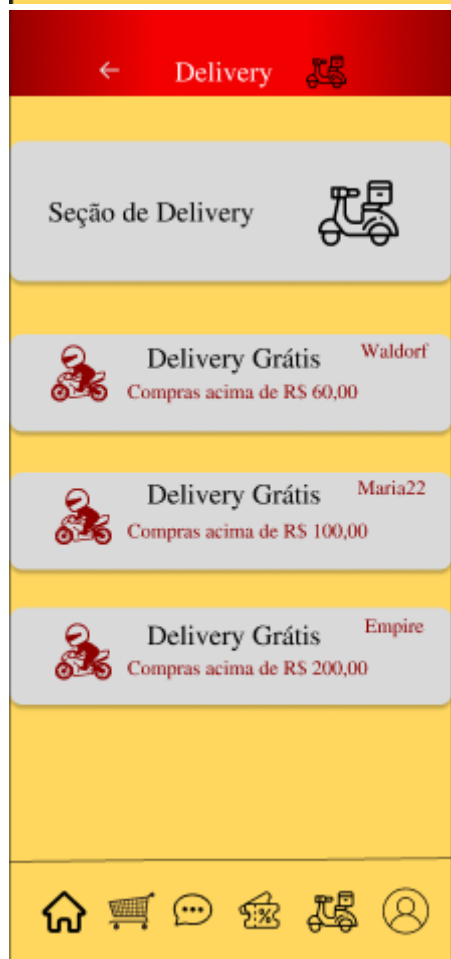 Delivery
Seção de Delivery
Delivery Grátis
Waldorf
Compras acima de R$ 60,00
Delivery Grátis
Maria22
Compras acima de R$ 100,00
Delivery Grátis
Empire
Compras acima de R$ 200,00
%